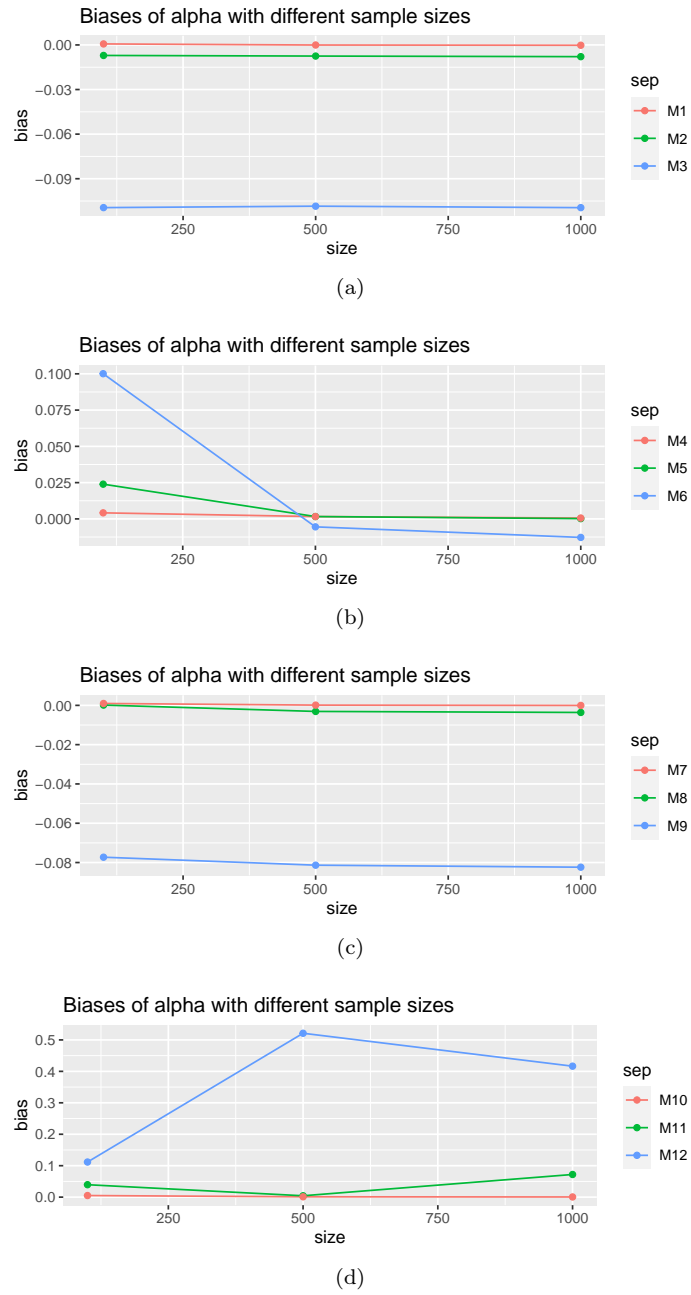 Biases of alpha with different sample sizes
0.00
−0.03
−0.06
−0.09
bias
250 500 750 1000
size
sep
M1
M2
M3
(a)
Biases of alpha with different sample sizes
0.100
0.075
0.050
0.025
0.000
bias
250 500 750 1000
size
sep
M4
M5
M6
(b)
Biases of alpha with different sample sizes
0.00
−0.02
−0.04
−0.06
−0.08
bias
250 500 750 1000
size
sep
M7
M8
M9
(c)
Biases of alpha with different sample sizes
0.5
0.4
0.3
0.2
0.1
0.0
bias
250 500 750 1000
size
sep
M10
M11
M12
(d)